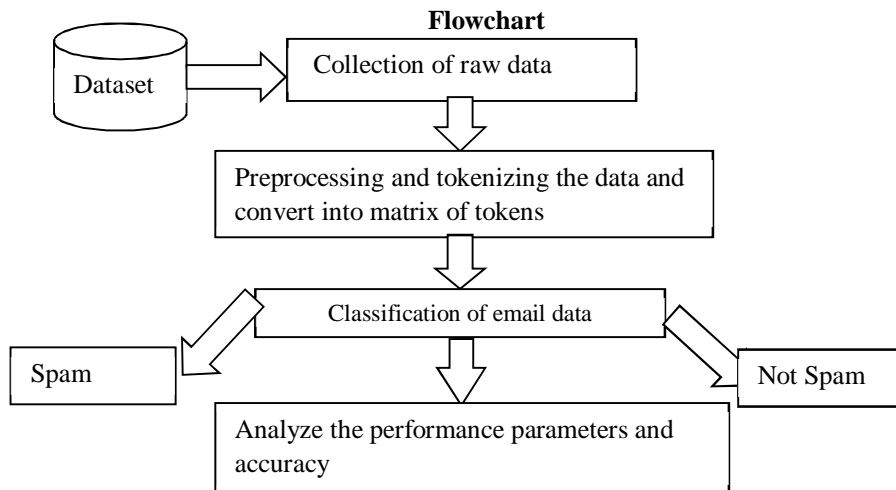 Flowchart
Dataset
Collection of raw data
Preprocessing and tokenizing the data and
convert into matrix of tokens
Classification of email data
Spam
Not Spam
Analyze the performance parameters and
accuracy